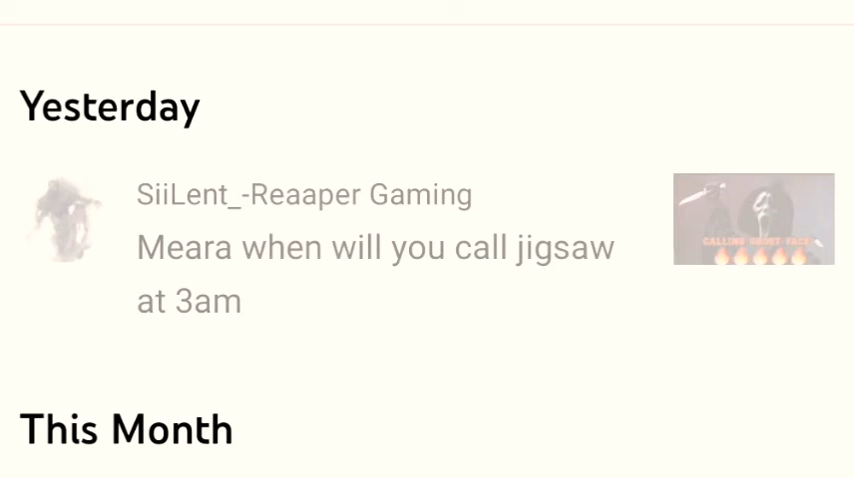 Yesterday
SiiLent_-Reaaper Gaming
Meara when will you call jigsaw
at 3am
CALLING GHOST FACE
This Month